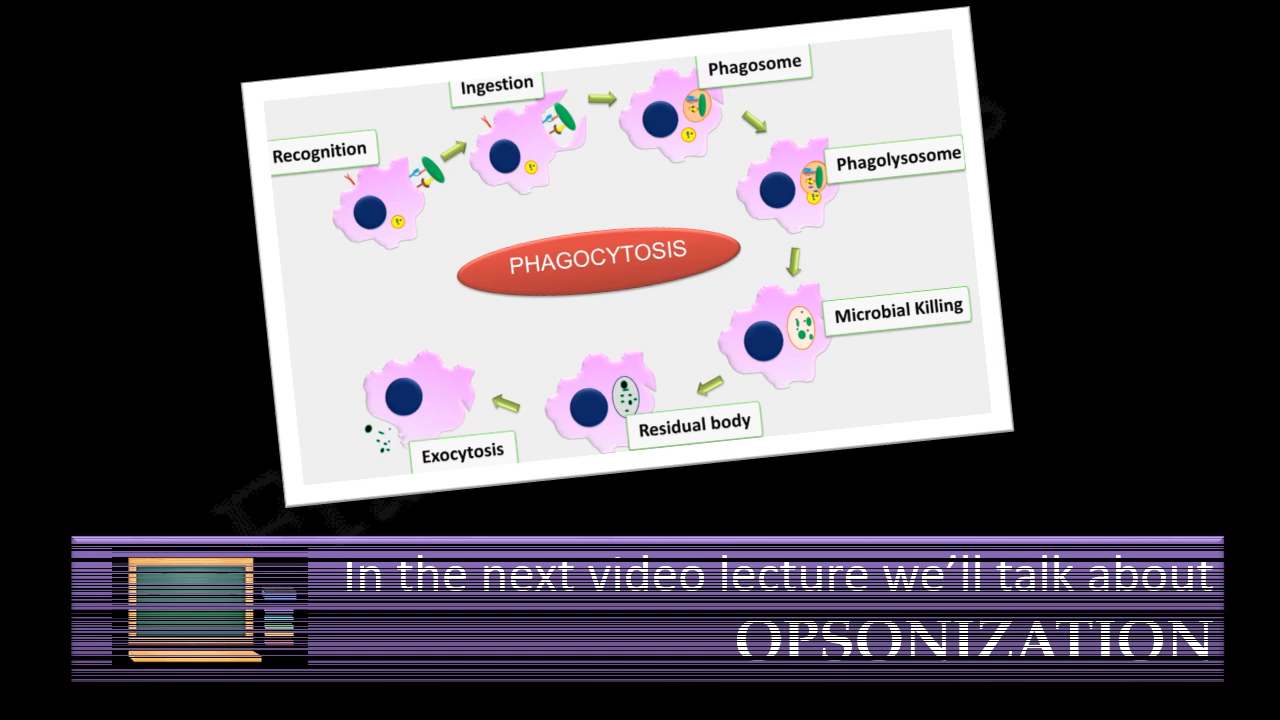 Recognition
Ingestion
Phagosome
Phagolysosome
PHAGOCYTOSIS
Microbial Killing
Residual body
Exocytosis
In the next video lecture we'll talk about
OPSONIZATION